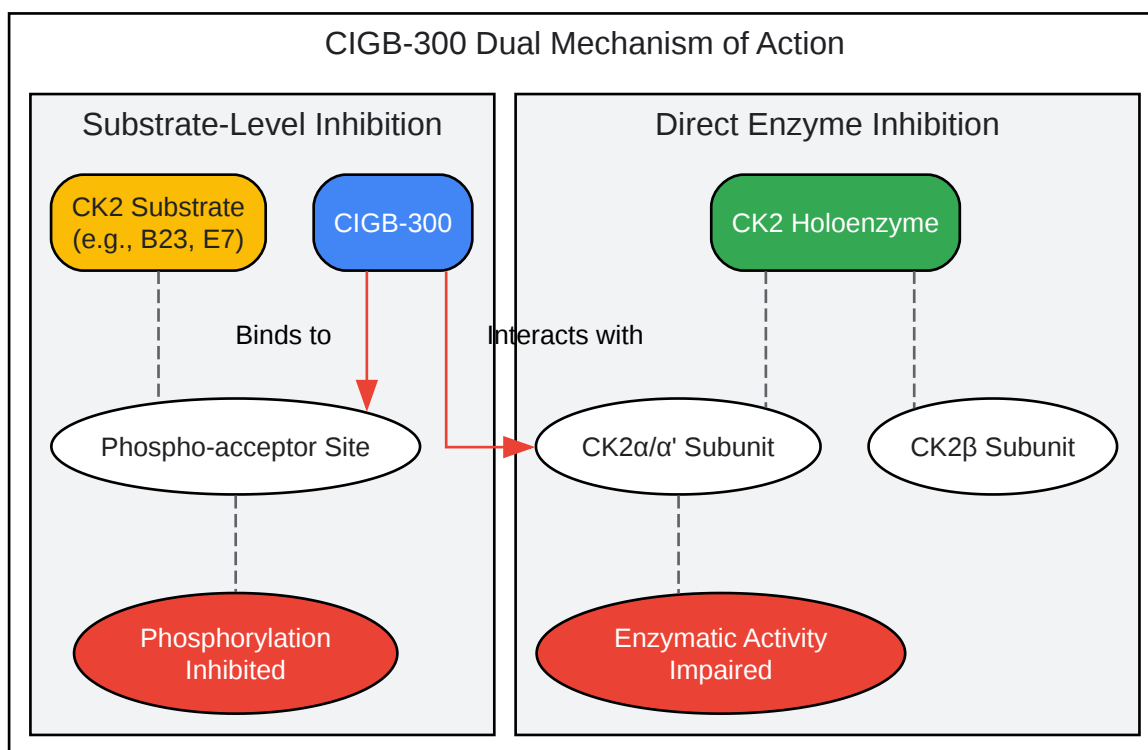 CIGB-300 Dual Mechanism of Action
Substrate-Level Inhibition
Direct Enzyme Inhibition
CK2 Substrate
(e.g., B23, E7)
CIGB-300
CK2 Holoenzyme
Binds to
Interacts with
Phospho-acceptor Site
CK2α/α' Subunit
CK2β Subunit
Phosphorylation
Inhibited
Enzymatic Activity
Impaired